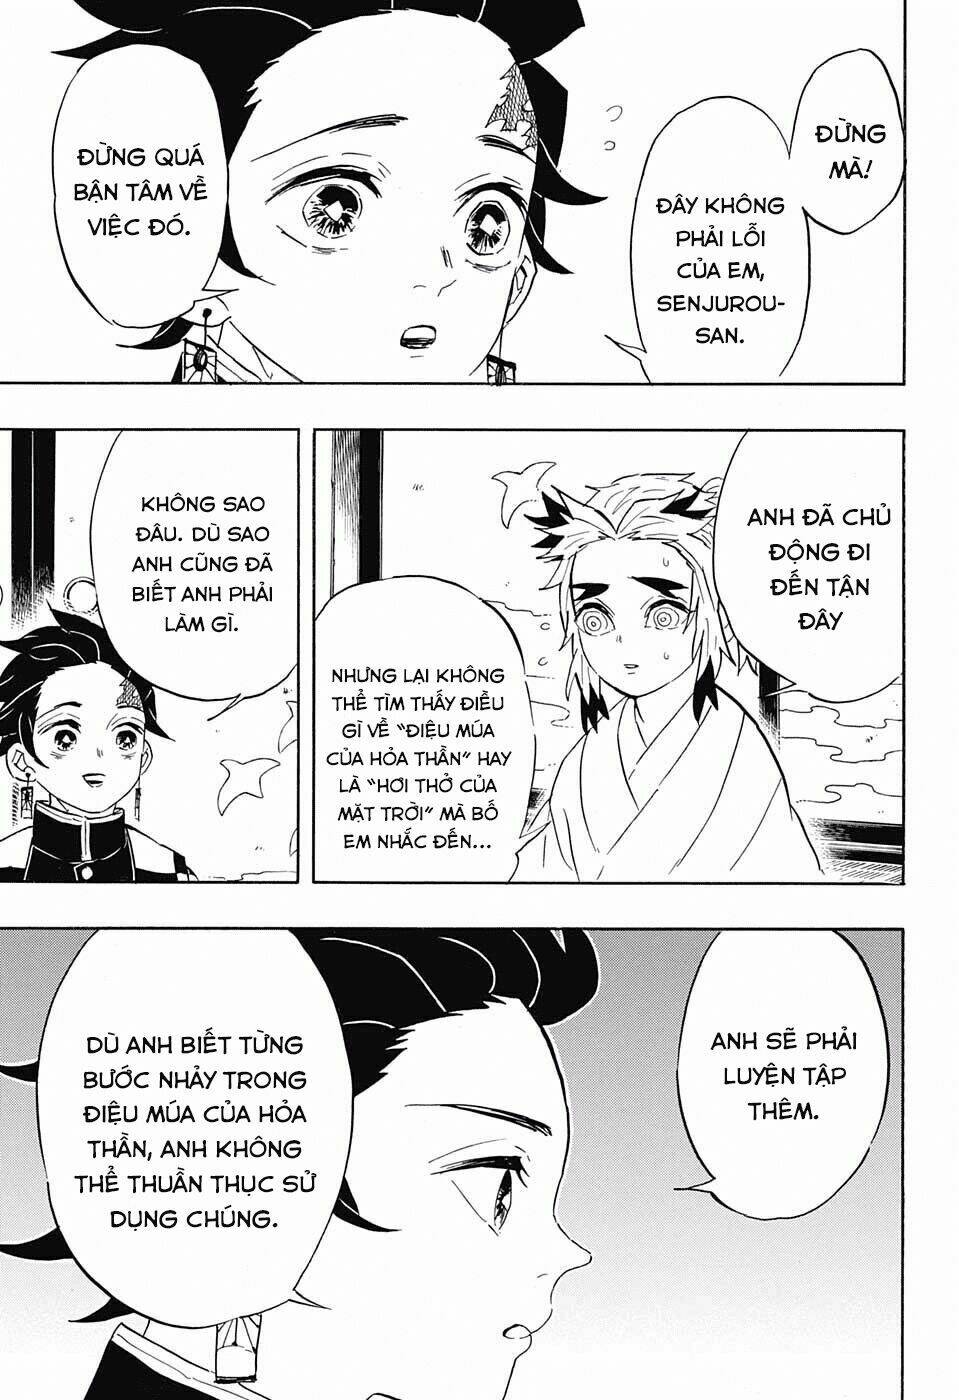 ĐỪNG
MÀ!
ĐÂY KHÔNG
PHẢI LỖI
CỦA EM,
SENJUROU-
SAN.
ĐỪNG QUÁ
BẬN TÂM VỀ
VIỆC ĐÓ.
ANH ĐÃ CHỦ
ĐỘNG ĐI
ĐẾN TẬN
ĐÂY
NHƯNG LẠI KHÔNG
THỂ TÌM THẤY ĐIỀU
GÌ VỀ "ĐIỆU MÚA
CỦA HỎA THẦN" HAY
LÀ "HƠI THỞ CỦA
MẶT TRỜI" MÀ BỐ
EM NHẮC ĐẾN...
KHÔNG SAO
ĐÂU. DÙ SAO
ANH CŨNG ĐÃ
BIẾT ANH PHẢI
LÀM GÌ.
ANH SẼ PHẢI
LUYỆN TẬP
THÊM.
DÙ ANH BIẾT TỪNG
BƯỚC NHẢY TRONG
ĐIỆU MÚA CỦA HỎA
THẦN, ANH KHÔNG
THỂ THUẦN THỤC SỬ
DỤNG CHÚNG.